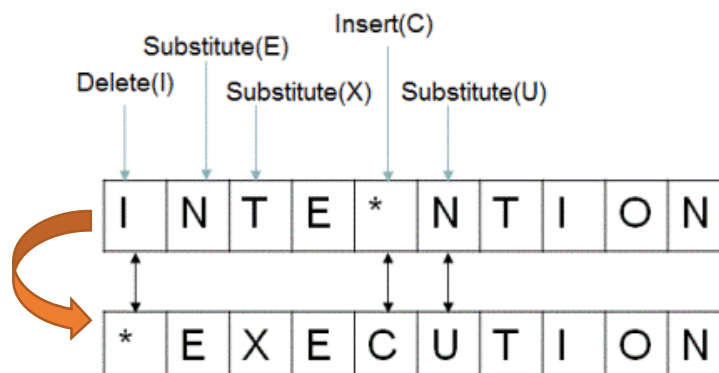 Insert(C)
Substitute(E)
Delete(I)
Substitute(X) Substitute(U)
I N T E * N T I O N
* E X E C U T I O N